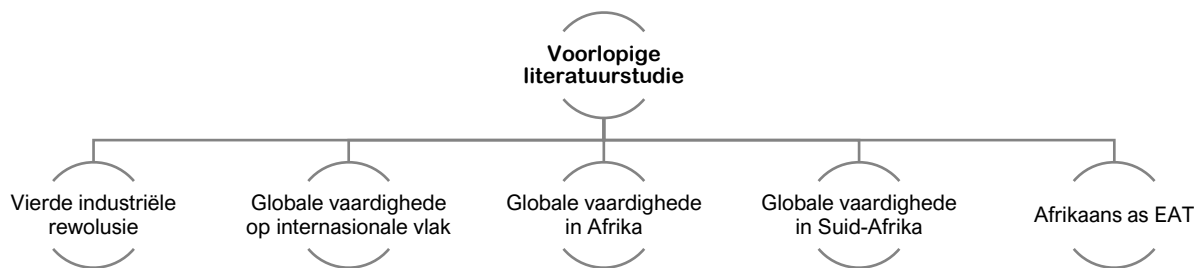 Voorlopige
literatuurstudie
Vierde industriële
rewolusie
Globale vaardighede
op internasionale vlak
Globale vaardighede
in Afrika
Globale vaardighede
in Suid-Afrika
Afrikaans as EAT